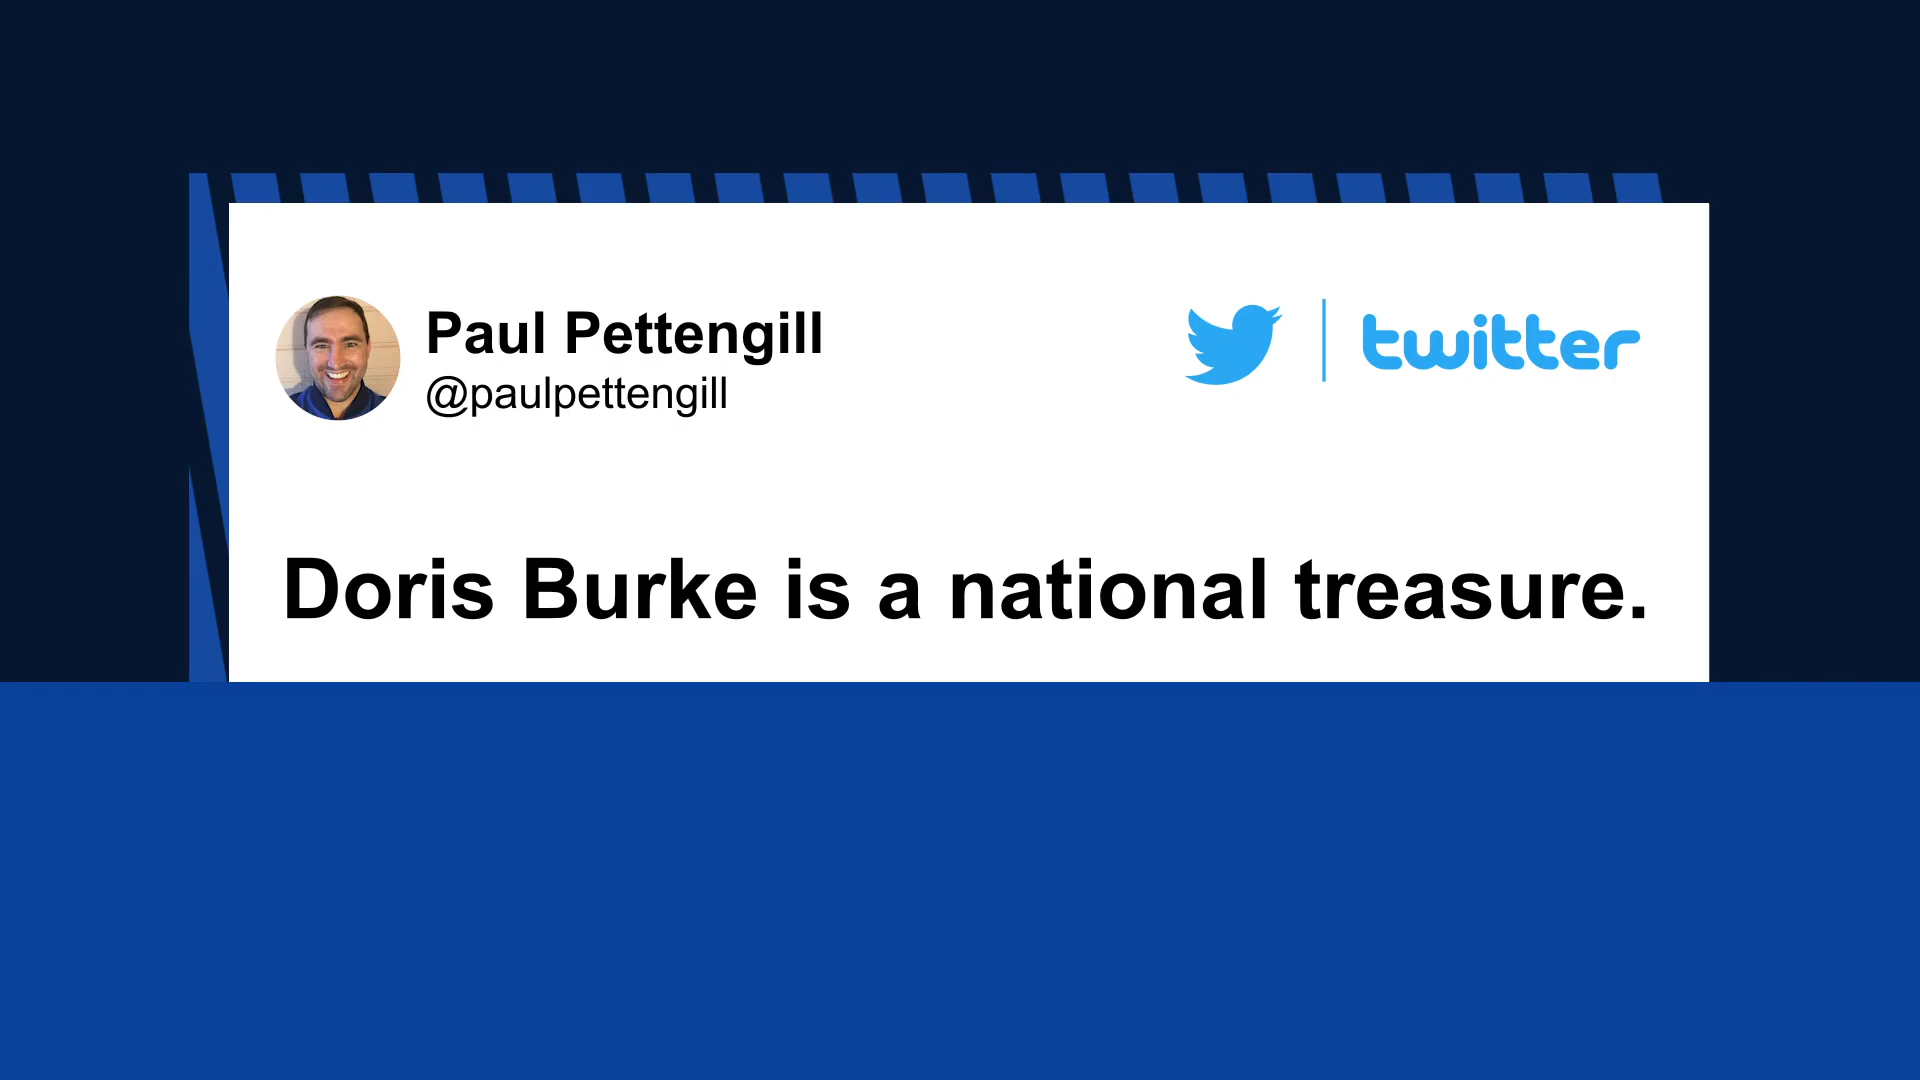 Paul Pettengill
@paulpettengill
twitter
Doris Burke is a national treasure.